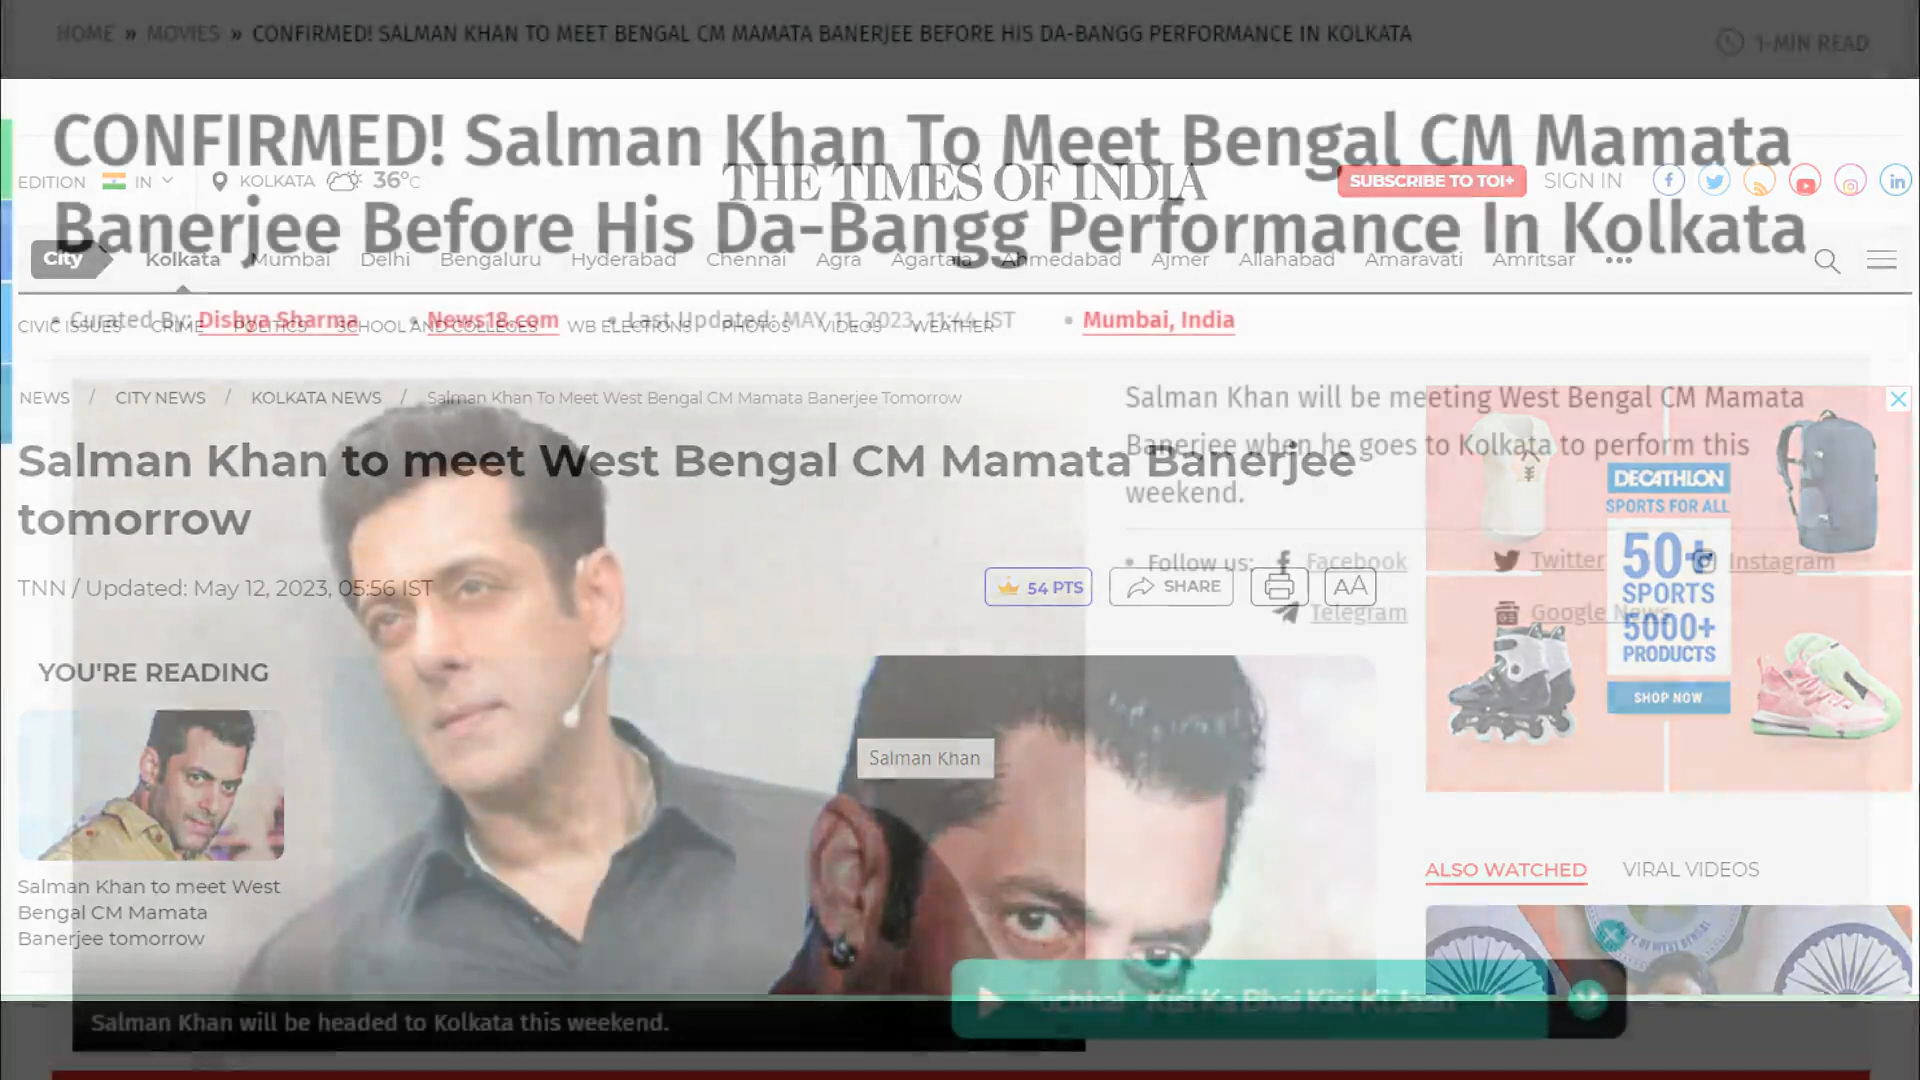 HOME » MOVIES » CONFIRMED! SALMAN KHAN TO MEET BENGAL CM MAMATA BANERJEE BEFORE HIS DA-BANGG PERFORMANCE IN KOLKATA
1-MIN READ
CONFIRMED! Salman Khan To Meet Bengal CM Mamata
Banerjee Before His Da-Bangg Performance In Kolkata
EDITION IN KOLKATA 36°C
THE TIMES OF INDIA
SUBSCRIBE TO TOI+ SIGN IN
City Kolkata Mumbai Delhi Bengaluru Hyderabad Chennai Agra Agartala Ahmedabad Ajmer Allahabad Amaravati Amritsar
• Curated By: Dishya Sharma • News18.com • Last Updated: MAY 11, 2023, 11:44 IST • Mumbai, India
CIVIC ISSUES CRIME POLITICS SCHOOL AND COLLEGES WB ELECTIONS PHOTOS VIDEOS WEATHER
NEWS / CITY NEWS / KOLKATA NEWS / Salman Khan To Meet West Bengal CM Mamata Banerjee Tomorrow
Salman Khan will be meeting West Bengal CM Mamata
Banerjee when he goes to Kolkata to perform this
weekend.
Salman Khan to meet West Bengal CM Mamata Banerjee
tomorrow
TNN / Updated: May 12, 2023, 05:56 IST
54 PTS
SHARE
AA
• Follow us: Facebook Twitter Instagram
Telegram Google News
DECATHLON
SPORTS FOR ALL
50+
SPORTS
5000+
PRODUCTS
SHOP NOW
YOU'RE READING
Salman Khan
Salman Khan to meet West
Bengal CM Mamata
Banerjee tomorrow
ALSO WATCHED VIRAL VIDEOS
Kisi Ka Bhai Kisi Ki Jaan
Salman Khan will be headed to Kolkata this weekend.